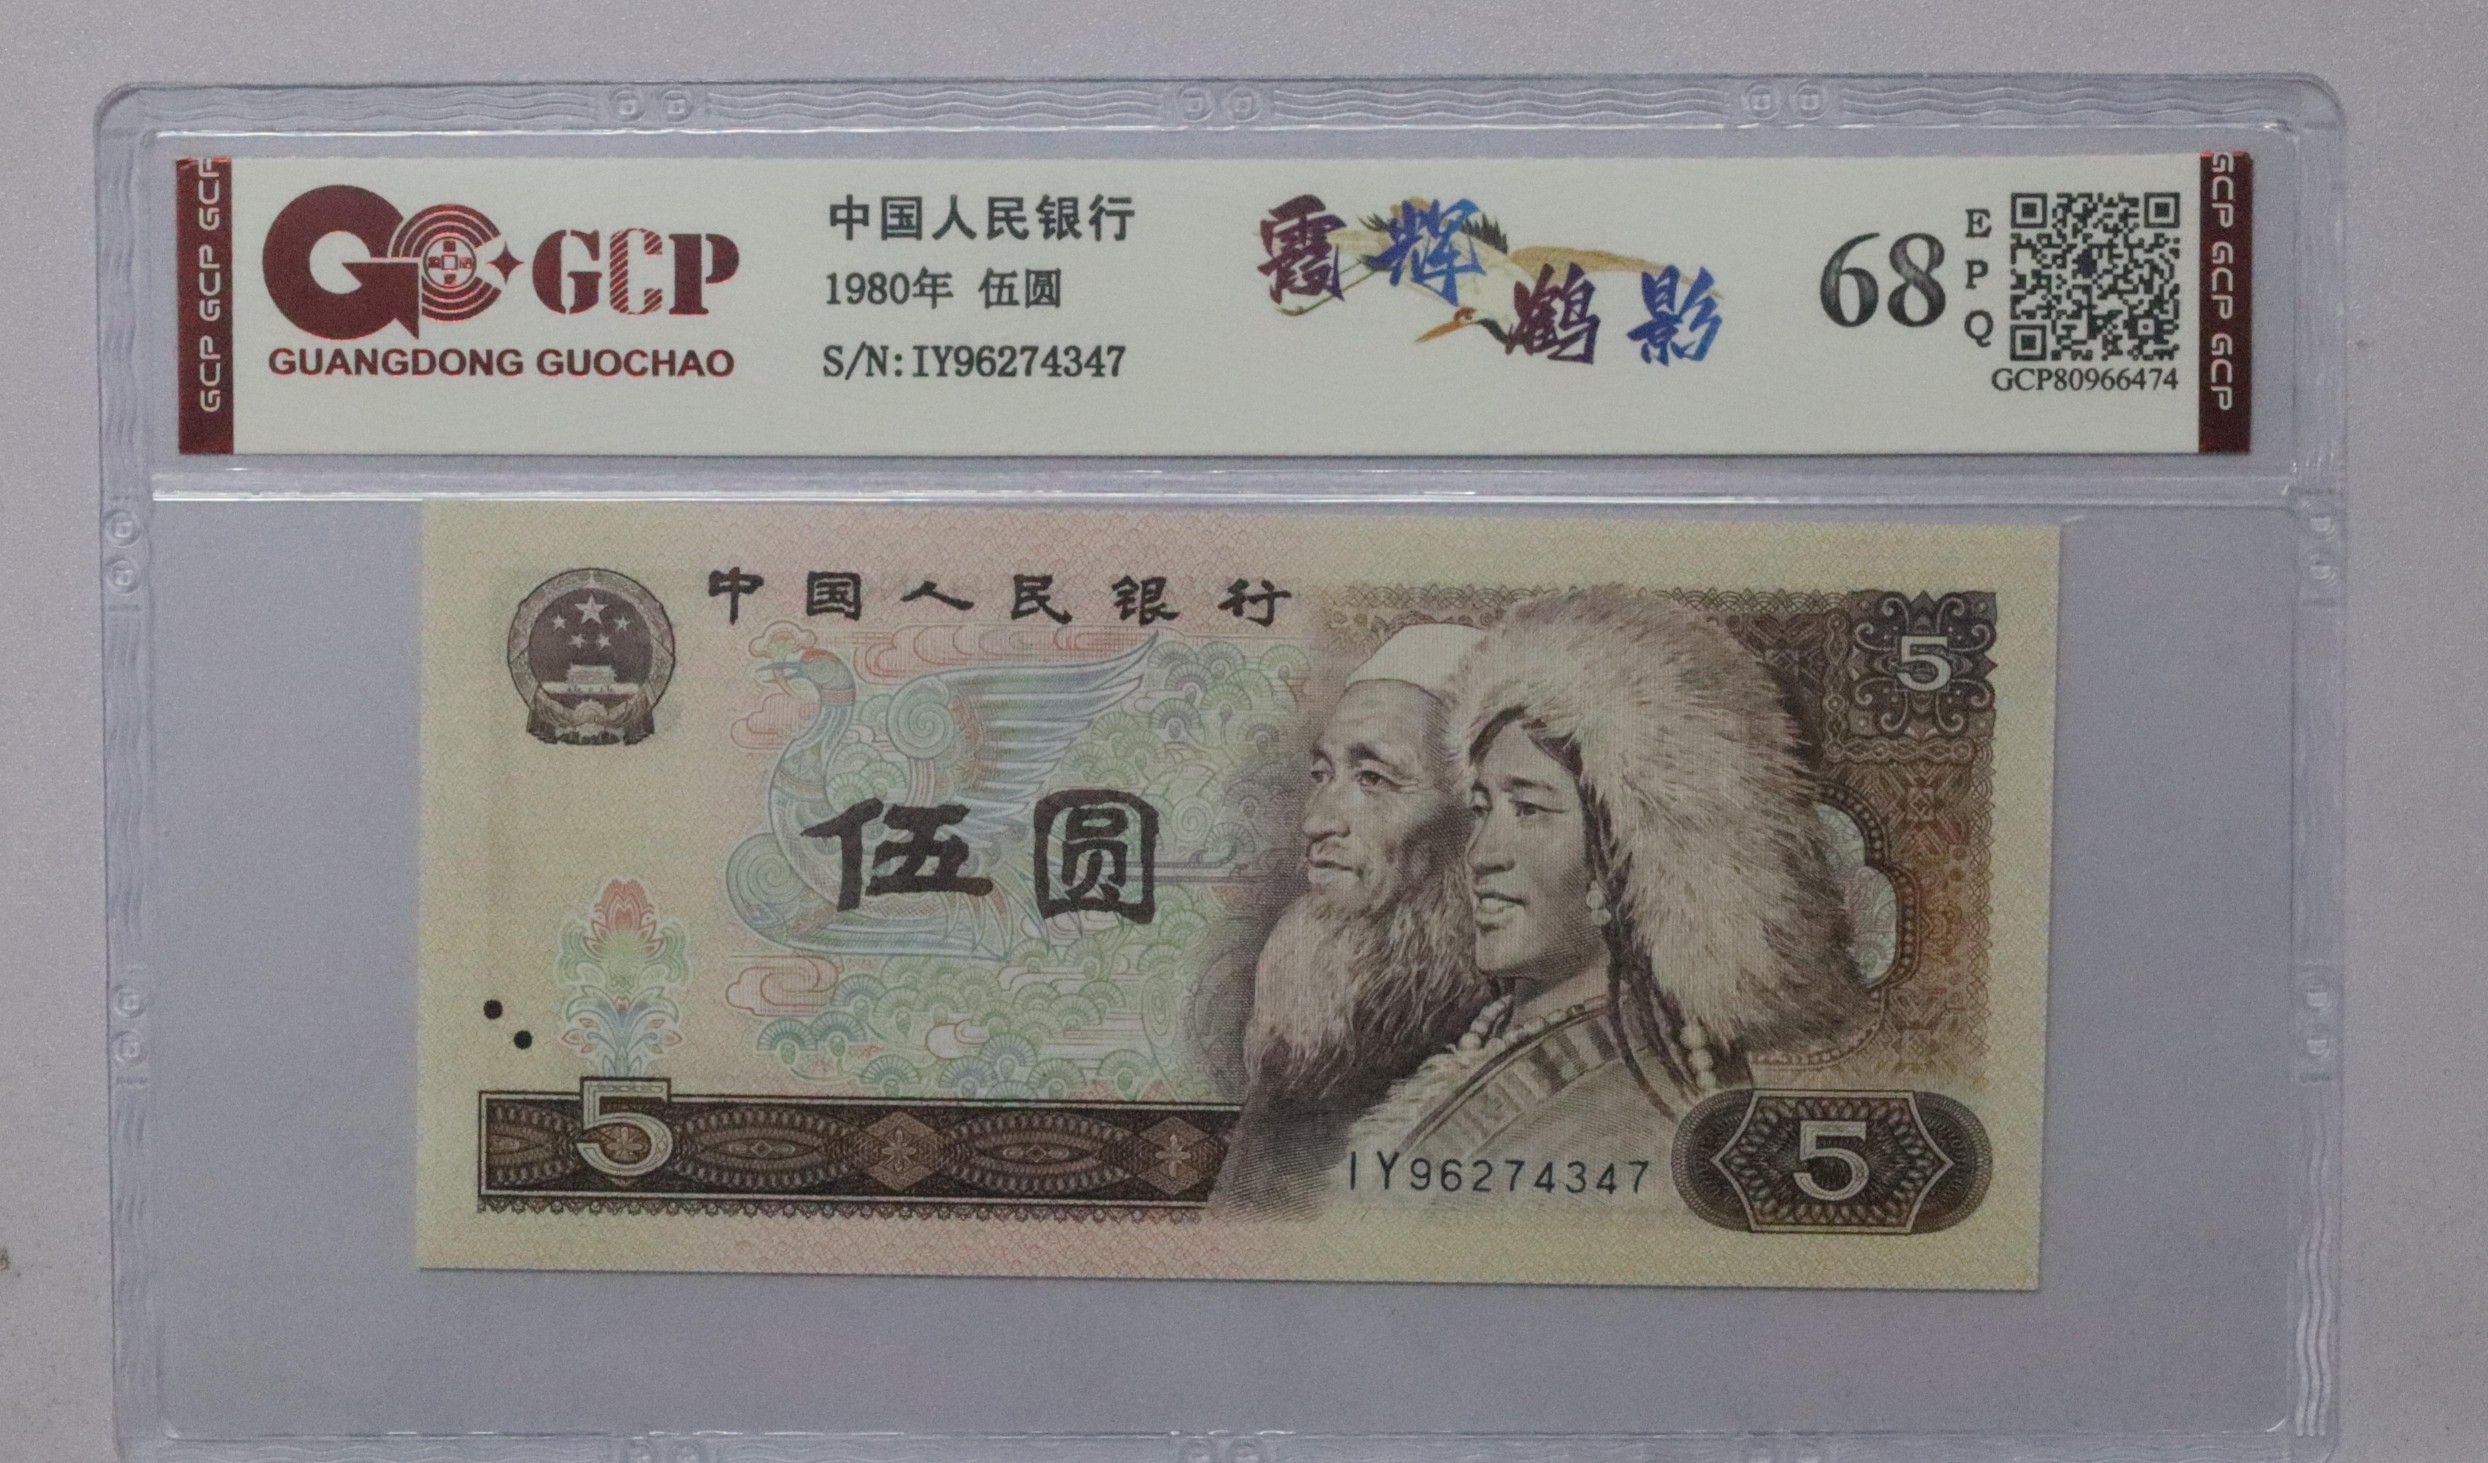 GCP GCP GCP
GCP
GUANGDONG GUOCHAO
中国人民银行
1980年 伍圆
S/N:IY96274347
霞辉
鹤影
68
EPQ
GCP80966474
GCP GCP GCP
中国人民银行
5
伍圆
5
IY96274347
5